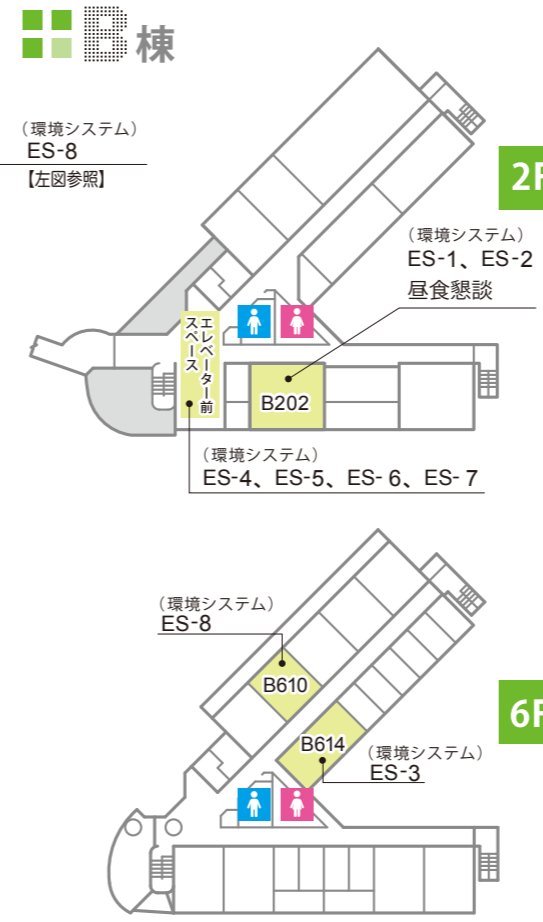 B棟
（環境システム）
ES-8
【左図参照】
2F
（環境システム）
ES-1、ES-2
昼食懇談
エレベーター前
スペース
B202
（環境システム）
ES-4、ES-5、ES-6、ES-7
（環境システム）
ES-8
B610
6F
B614
（環境システム）
ES-3